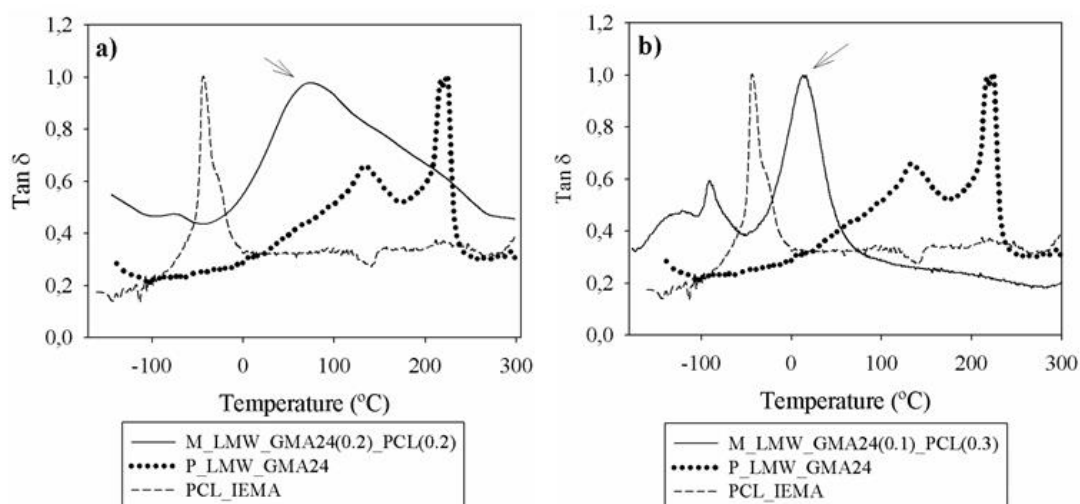 a)
1,2
1,0
0,8
0,6
0,4
0,2
0,0
Tan δ
-100
0
100
200
300
Temperature (ºC)
M_LMW_GMA24(0.2)_PCL(0.2)
P_LMW_GMA24
PCL_IEMA
b)
1,2
1,0
0,8
0,6
0,4
0,2
0,0
Tan δ
-100
0
100
200
300
Temperature (ºC)
M_LMW_GMA24(0.1)_PCL(0.3)
P_LMW_GMA24
PCL_IEMA